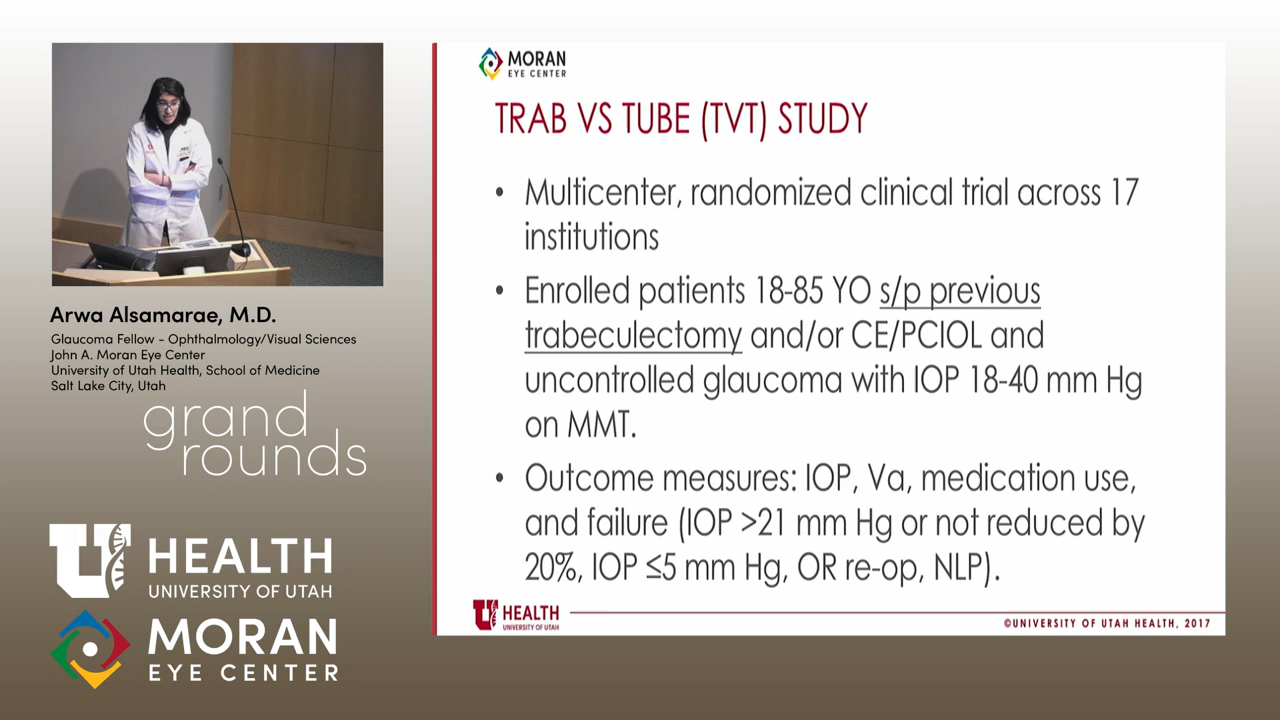 Arwa Alsamarae, M.D.
Glaucoma Fellow - Ophthalmology/Visual Sciences
John A. Moran Eye Center
University of Utah Health, School of Medicine
Salt Lake City, Utah
grand
rounds
U HEALTH
UNIVERSITY OF UTAH
MORAN
EYE CENTER
MORAN
EYE CENTER
TRAB VS TUBE (TVT) STUDY
• Multicenter, randomized clinical trial across 17
institutions
• Enrolled patients 18-85 YO s/p previous
trabeculectomy and/or CE/PCIOL and
uncontrolled glaucoma with IOP 18-40 mm Hg
on MMT.
• Outcome measures: IOP, Va, medication use,
and failure (IOP >21 mm Hg or not reduced by
20%, IOP ≤5 mm Hg, OR re-op, NLP).
U HEALTH
UNIVERSITY OF UTAH
©UNIVERSITY OF UTAH HEALTH, 2017